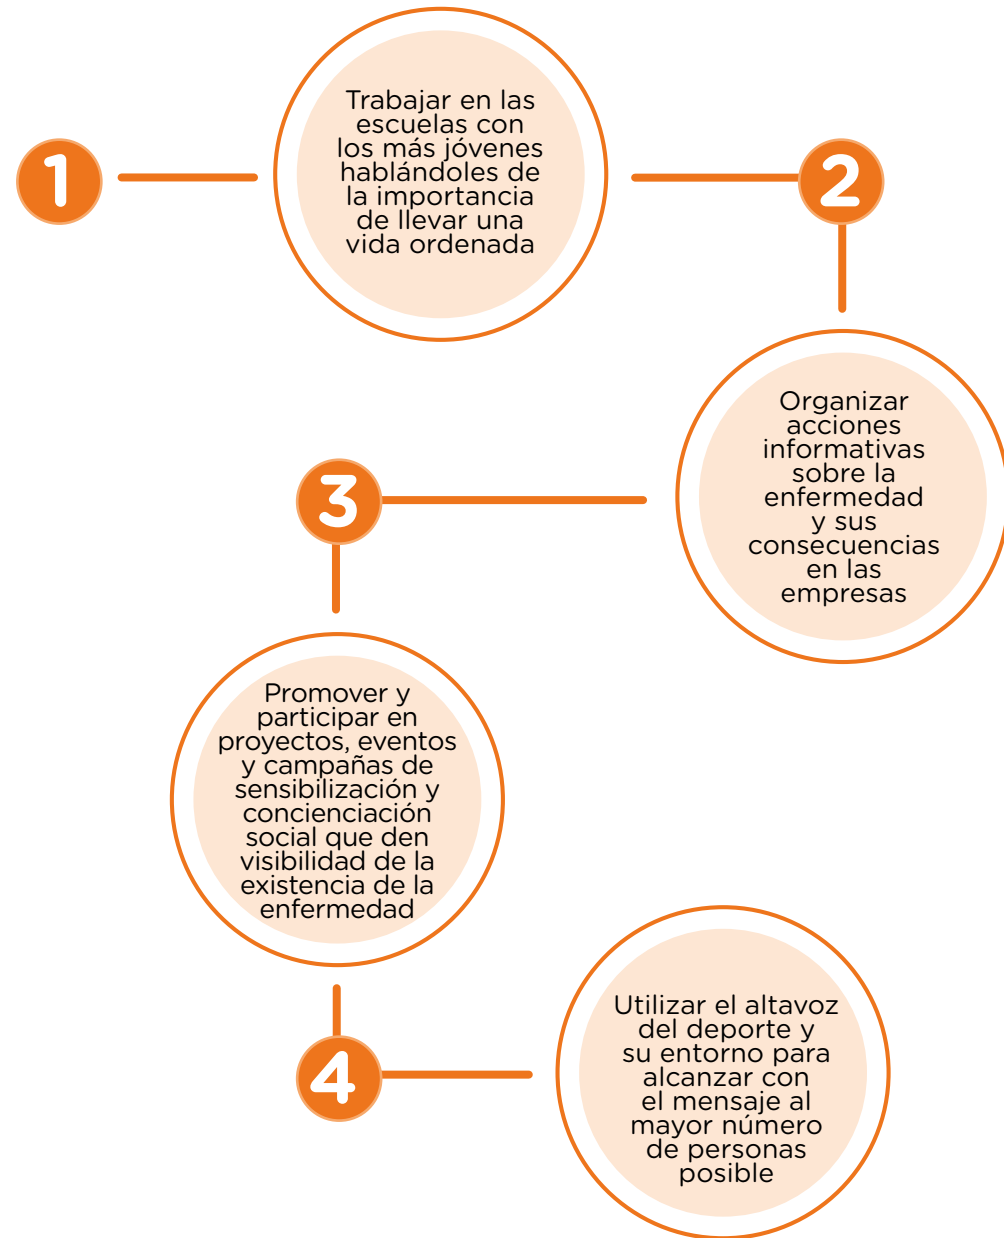 1
Trabajar en las
escuelas con
los más jóvenes
hablándoles de
la importancia
de llevar una
vida ordenada
2
Organizar
acciones
informativas
sobre la
enfermedad
y sus
consecuencias
en las
empresas
3
Promover y
participar en
proyectos, eventos
y campañas de
sensibilización y
concienciación
social que den
visibilidad de la
existencia de la
enfermedad
4
Utilizar el altavoz
del deporte y
su entorno para
alcanzar con
el mensaje al
mayor número
de personas
posible